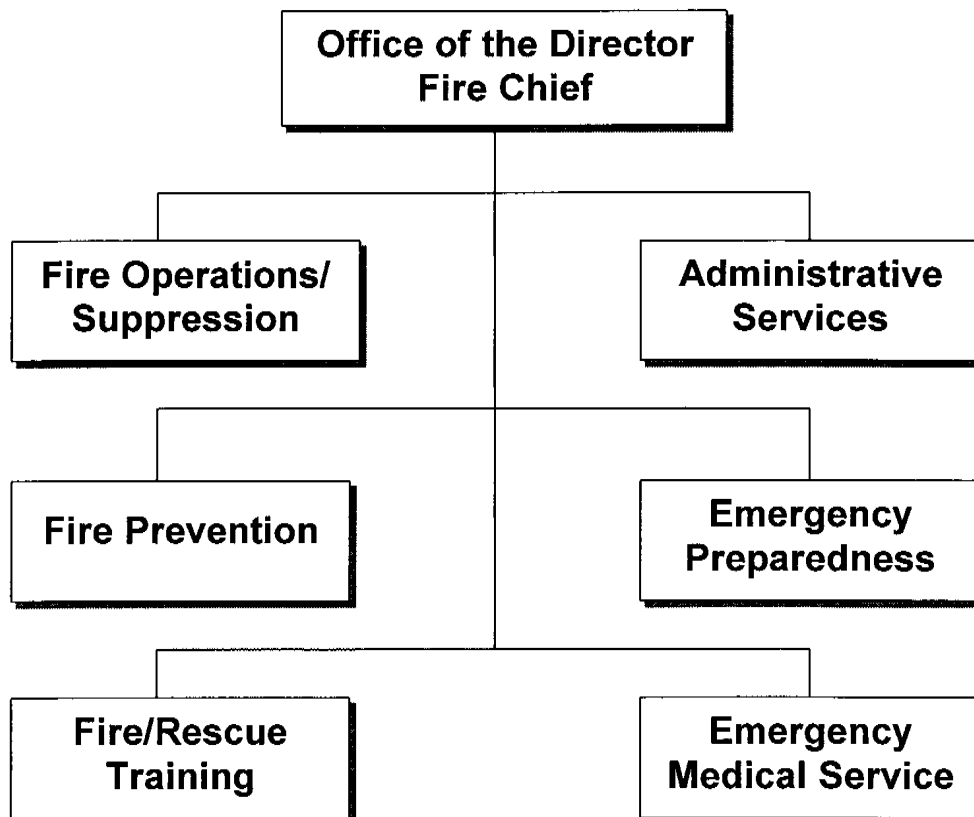 Office of the Director
Fire Chief
Fire Operations/
Suppression
Administrative
Services
Fire Prevention
Emergency
Preparedness
Fire/Rescue
Training
Emergency
Medical Service